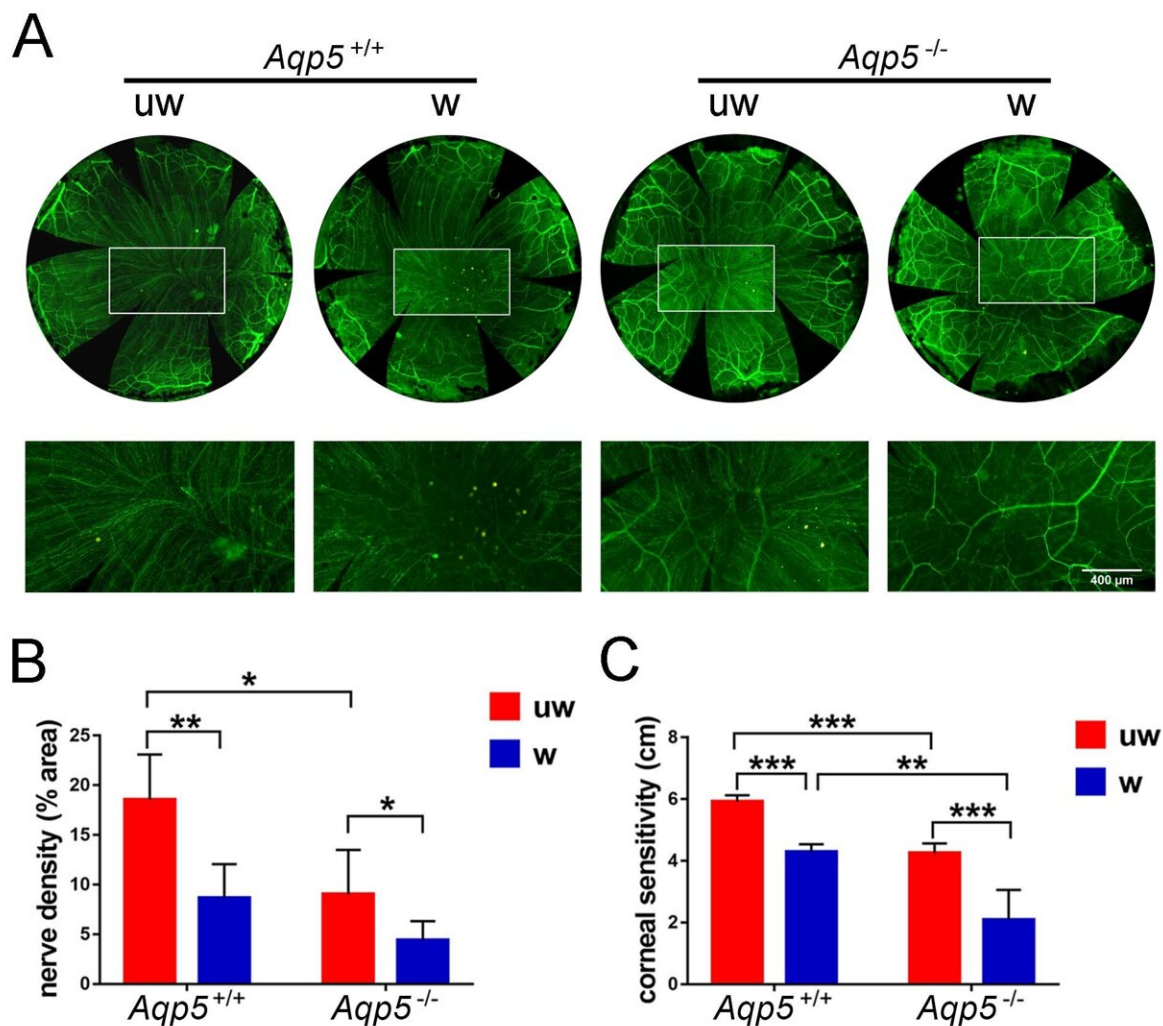 A
Aqp5+/+ Aqp5-/-
uw w uw w
400 μm
B
* uw
** w
*
nerve density (% area)
25
20
15
10
5
0
Aqp5+/+ Aqp5-/-
C
*** uw
*** ** w
***
corneal sensitivity (cm)
8
6
4
2
0
Aqp5+/+ Aqp5-/-